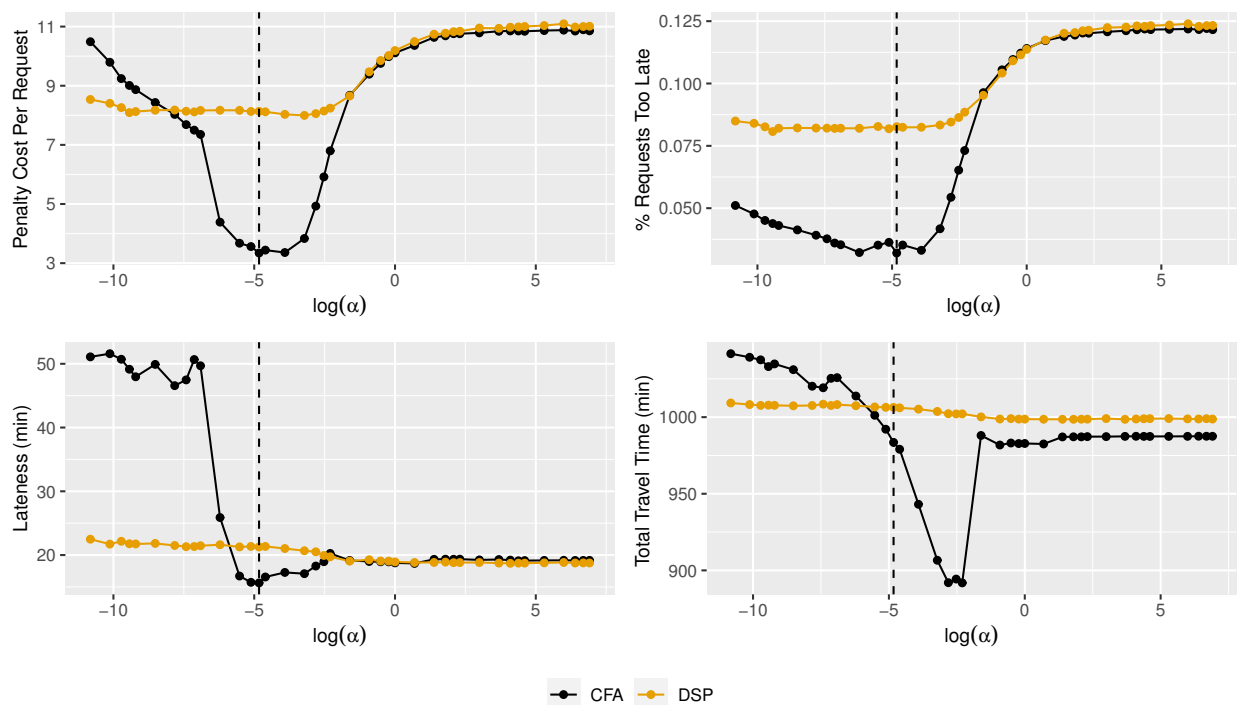 Penalty Cost Per Request
11
9
7
5
3
−10 −5 0 5
log(α)
% Requests Too Late
0.125
0.100
0.075
0.050
−10 −5 0 5
log(α)
Lateness (min)
50
40
30
20
−10 −5 0 5
log(α)
Total Travel Time (min)
1000
950
900
−10 −5 0 5
log(α)
CFA DSP